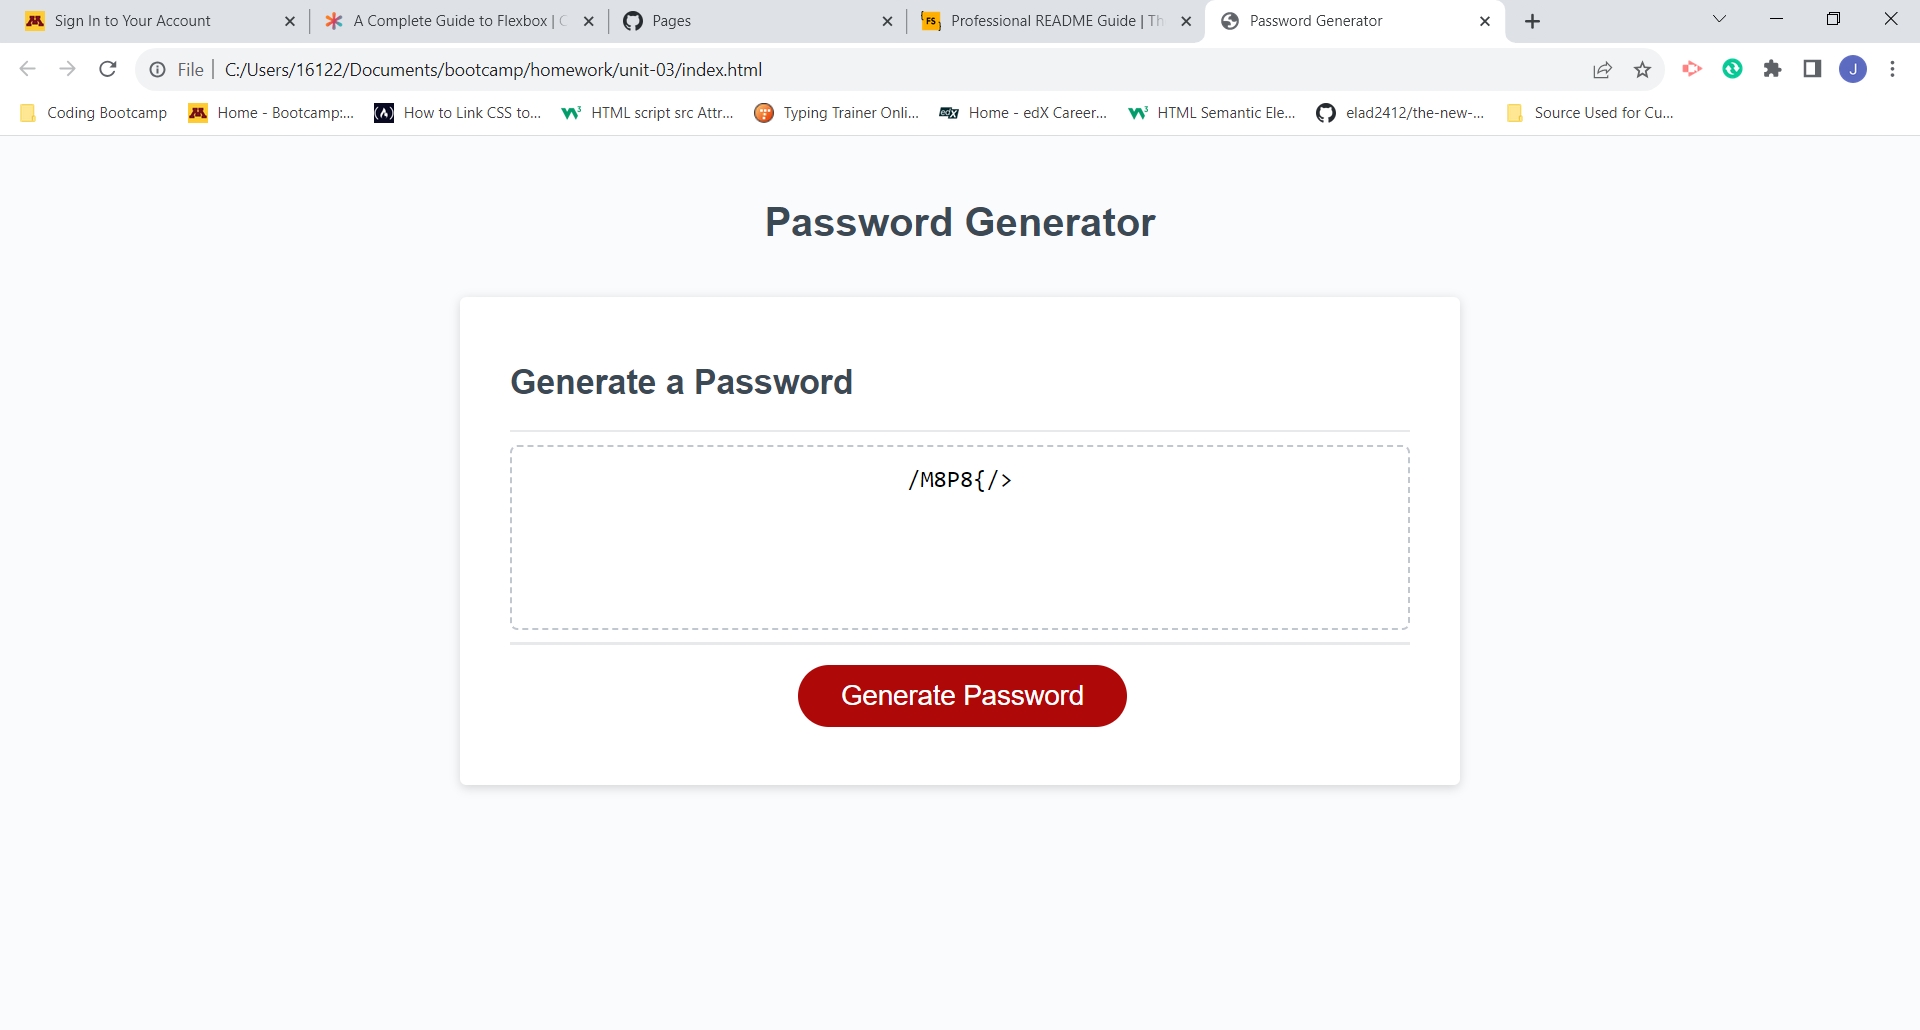 Sign In to Your Account
A Complete Guide to Flexbox | C
Pages
FS
Professional README Guide | Th
Password Generator
File | C:/Users/16122/Documents/bootcamp/homework/unit-03/index.html
J
Coding Bootcamp
Home - Bootcamp:...
How to Link CSS to...
HTML script src Attr...
Typing Trainer Onli...
edX
Home - edX Career...
HTML Semantic Ele...
elad2412/the-new-...
Source Used for Cu...
Password Generator
Generate a Password
/M8P8{/>
Generate Password